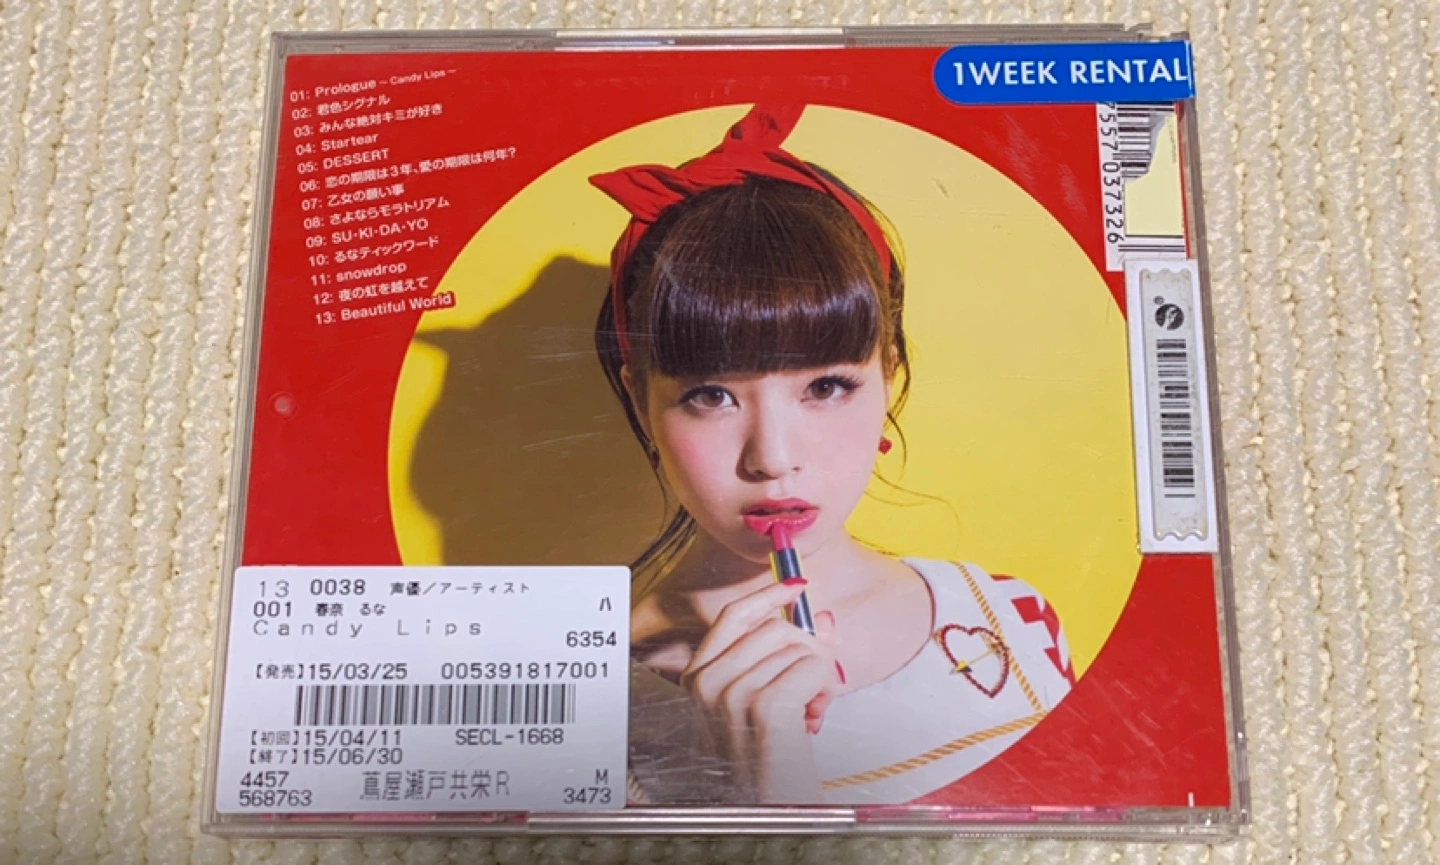 01: Prologue ~ Candy Lips ~
02: 君色シグナル
03: みんな絶対キミが好き
04: Startear
05: DESSERT
06: 恋の期限は3年、愛の期限は何年?
07: 乙女の願い事
08: さよならモラトリアム
09: SU・KI・DA・YO
10: るなティックワード
11: snowdrop
12: 夜の虹を越えて
13: Beautiful World
1WEEK RENTAL
7557 037326
13 0038 声優/アーティスト
001 春奈 るな ハ
Candy Lips
6354
【発売】15/03/25 005391817001
【初回】15/04/11 SECL-1668
【終了】15/06/30
4457 M
568763 蔦屋瀬戸共栄R 3473